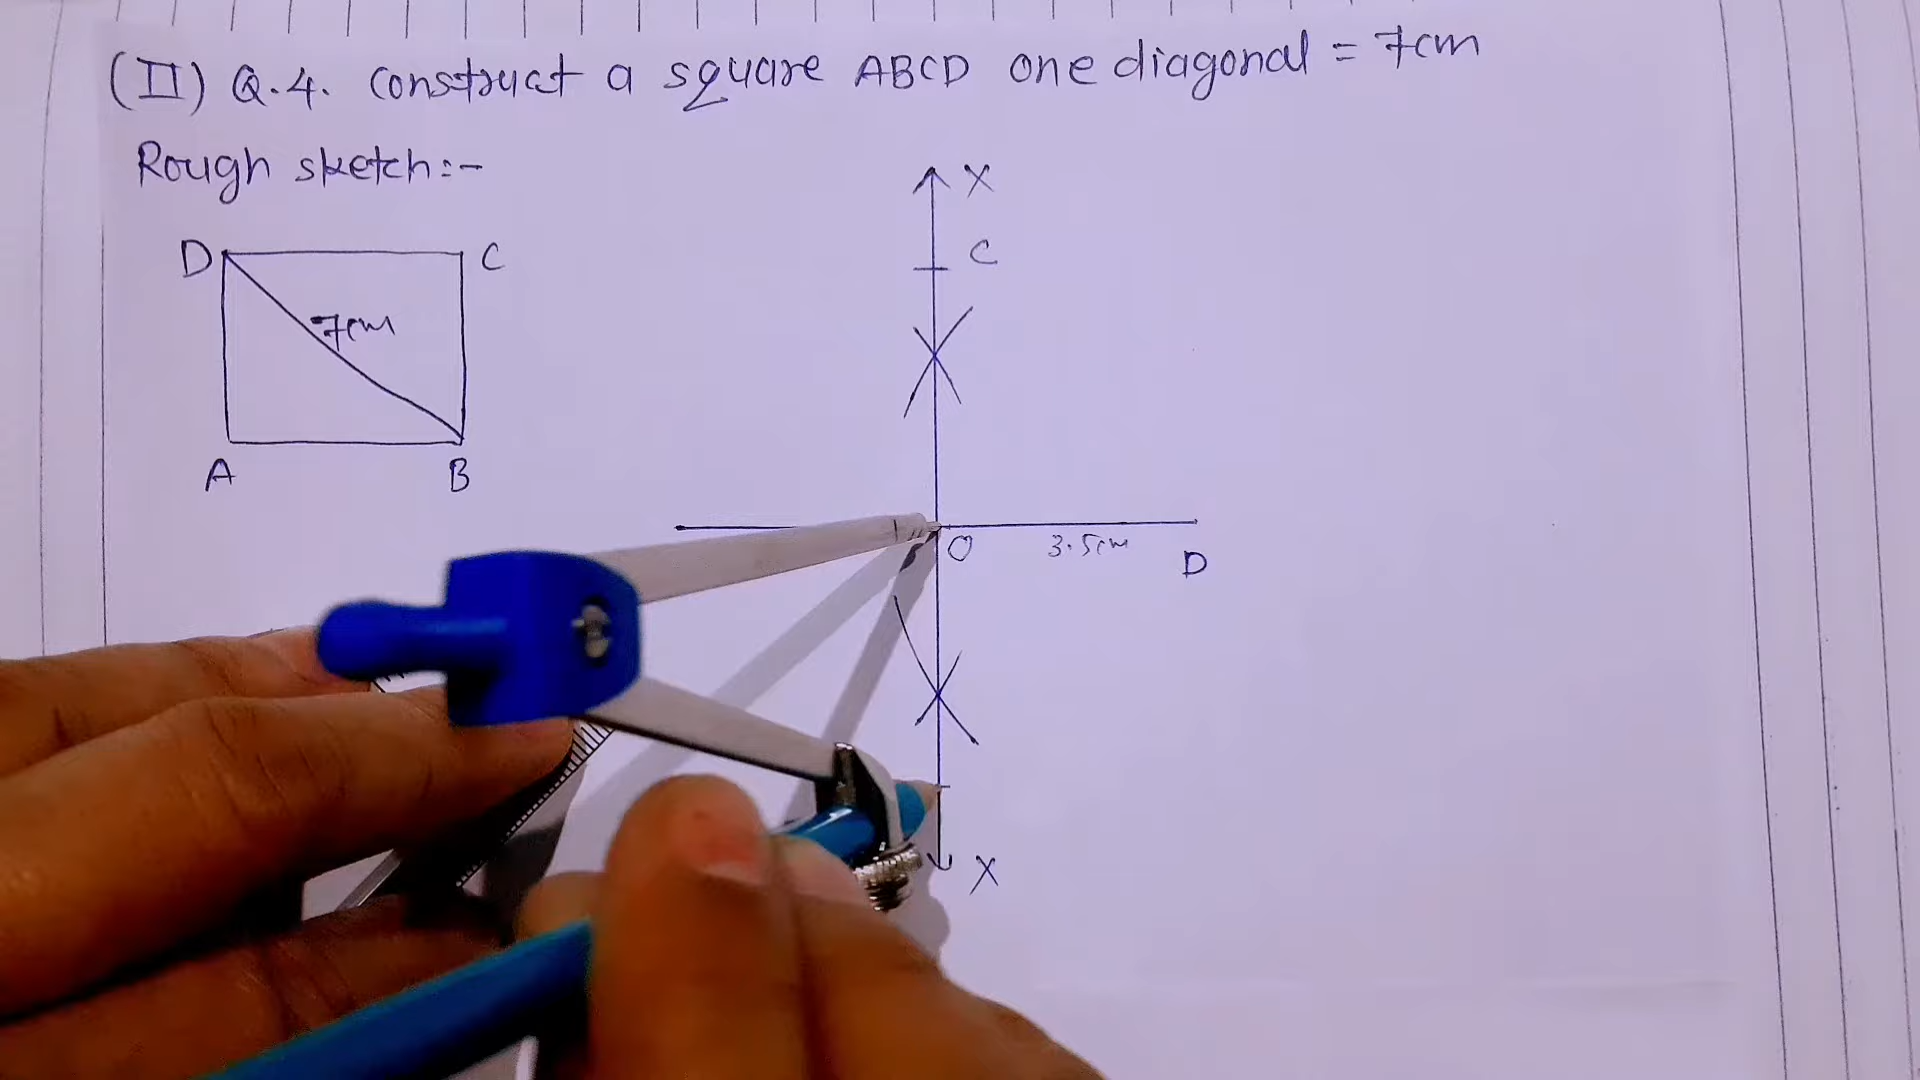 (II) Q.4. Construct a square ABCD one diagonal = 7cm
Rough sketch:-
X
C
D C
7cm
O 3.5cm
D
A B
X